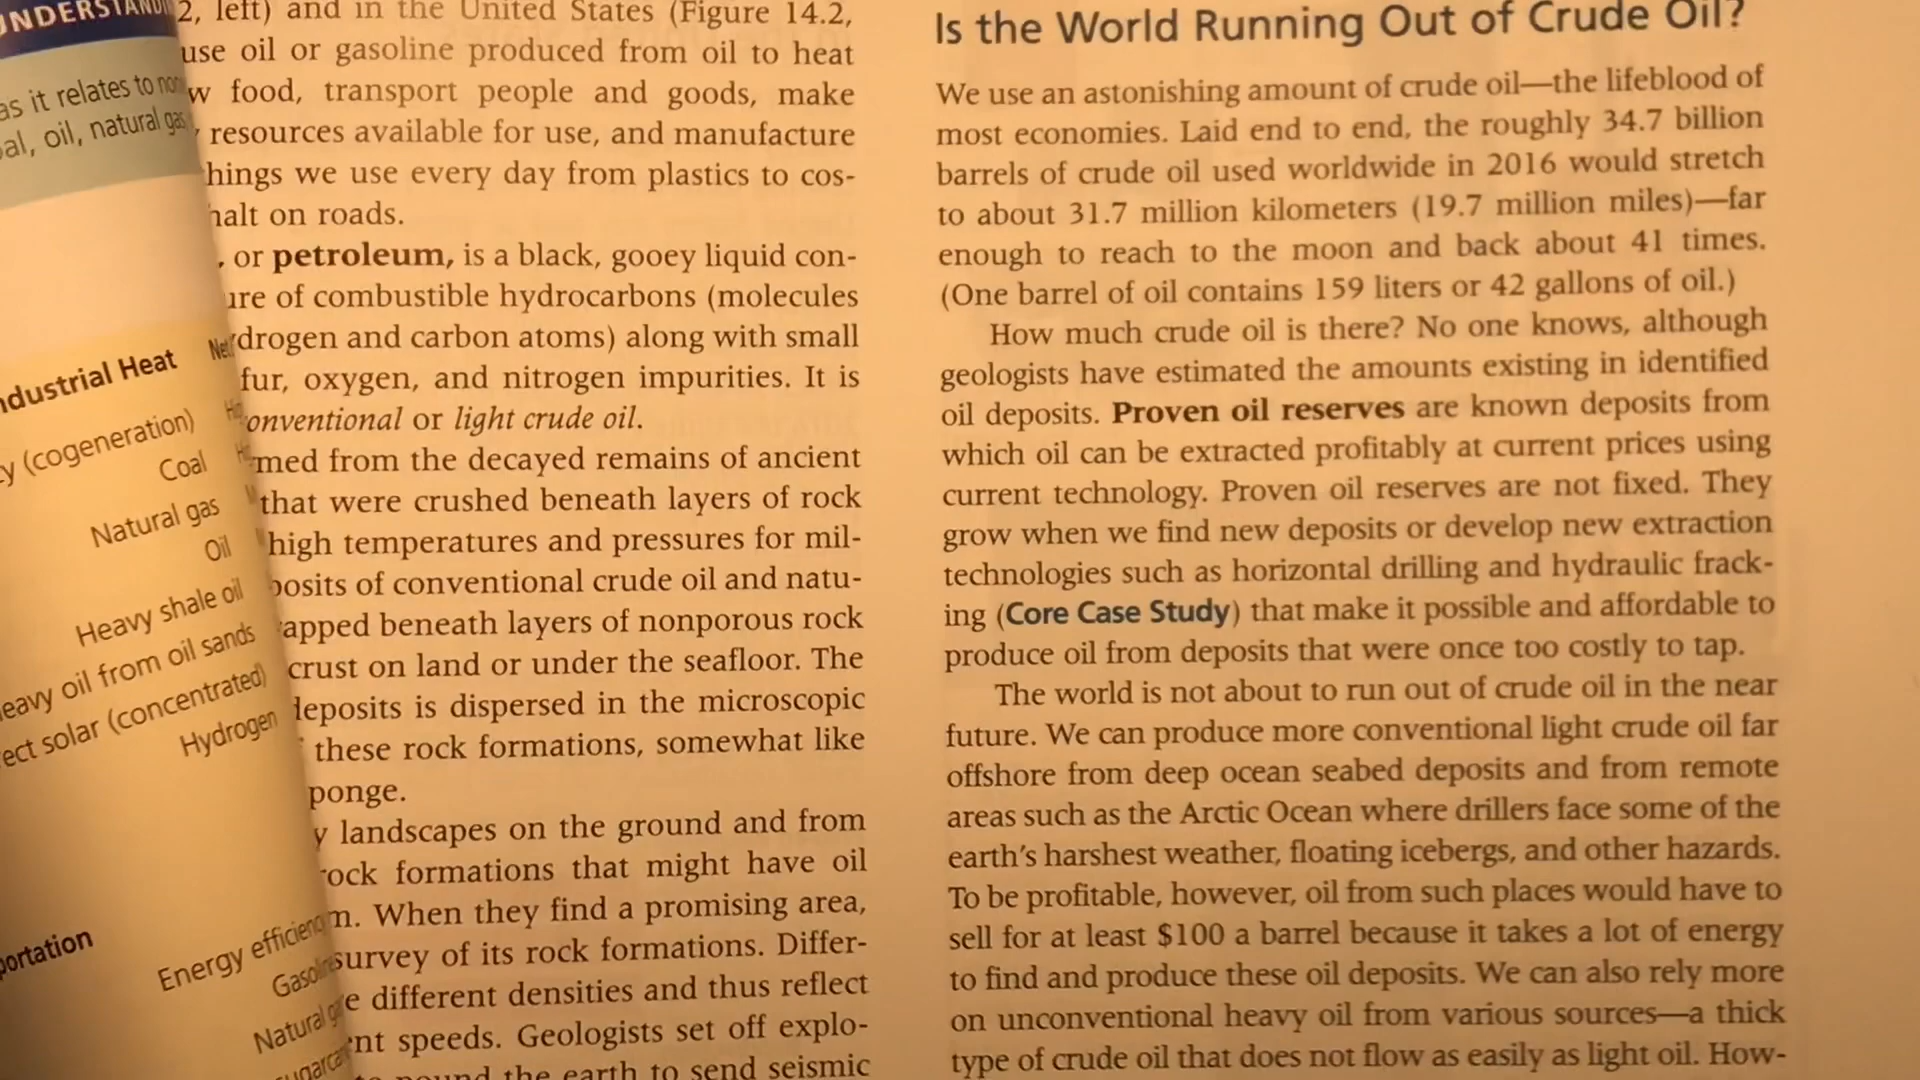 UNDERSTANDI
as it relates to
oal, oil, natural gas
ndustrial Heat
Net
y (cogeneration)
Coal
Natural gas
Oil
Heavy shale oil
eavy oil from oil sands
ect solar (concentrated)
Hydrogen
portation
Energy efficienc
Gasolin
Natural ga
sugarca
2, left) and in the United States (Figure 14.2,
use oil or gasoline produced from oil to heat
w food, transport people and goods, make
resources available for use, and manufacture
hings we use every day from plastics to cos-
halt on roads.
, or petroleum, is a black, gooey liquid con-
ure of combustible hydrocarbons (molecules
drogen and carbon atoms) along with small
fur, oxygen, and nitrogen impurities. It is
onventional or light crude oil.
med from the decayed remains of ancient
that were crushed beneath layers of rock
high temperatures and pressures for mil-
posits of conventional crude oil and natu-
apped beneath layers of nonporous rock
crust on land or under the seafloor. The
deposits is dispersed in the microscopic
these rock formations, somewhat like
ponge.
y landscapes on the ground and from
rock formations that might have oil
m. When they find a promising area,
survey of its rock formations. Differ-
e different densities and thus reflect
nt speeds. Geologists set off explo-
pound the earth to send seismic
Is the World Running Out of Crude Oil?
We use an astonishing amount of crude oil—the lifeblood of
most economies. Laid end to end, the roughly 34.7 billion
barrels of crude oil used worldwide in 2016 would stretch
to about 31.7 million kilometers (19.7 million miles)—far
enough to reach to the moon and back about 41 times.
(One barrel of oil contains 159 liters or 42 gallons of oil.)
How much crude oil is there? No one knows, although
geologists have estimated the amounts existing in identified
oil deposits. Proven oil reserves are known deposits from
which oil can be extracted profitably at current prices using
current technology. Proven oil reserves are not fixed. They
grow when we find new deposits or develop new extraction
technologies such as horizontal drilling and hydraulic frack-
ing (Core Case Study) that make it possible and affordable to
produce oil from deposits that were once too costly to tap.
The world is not about to run out of crude oil in the near
future. We can produce more conventional light crude oil far
offshore from deep ocean seabed deposits and from remote
areas such as the Arctic Ocean where drillers face some of the
earth's harshest weather, floating icebergs, and other hazards.
To be profitable, however, oil from such places would have to
sell for at least $100 a barrel because it takes a lot of energy
to find and produce these oil deposits. We can also rely more
on unconventional heavy oil from various sources—a thick
type of crude oil that does not flow as easily as light oil. How-